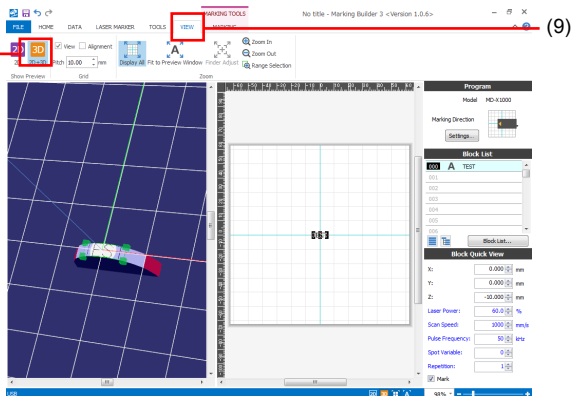 MARKING TOOLS
No title - Marking Builder 3 <Version 1.0.6>
FILE HOME DATA LASER MARKER TOOLS VIEW MARKING
(9)
2D 3D
View Alignment
Pitch 10.00 mm
2D 2D+3D
Display All Fit to Preview Window Finder Adjust
Zoom In
Zoom Out
Range Selection
Show Preview Grid Zoom
Program
Model MD-X1000
Marking Direction
Settings...
Block List
000 A TEST
001
002
003
004
005
006
Block List...
Block Quick View
X: 0.000 mm
Y: 0.000 mm
Z: -10.000 mm
Laser Power: 60.0 %
Scan Speed: 1000 mm/s
Pulse Frequency: 50 kHz
Spot Variable: 0
Repetition: 1
Mark
USB
2D 3D
98%